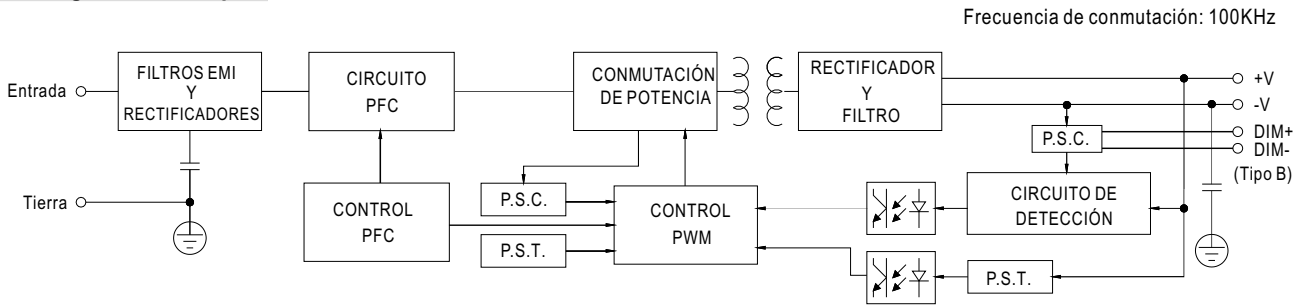 Frecuencia de conmutación: 100KHz
Entrada
FILTROS EMI
Y
RECTIFICADORES
CIRCUITO
PFC
CONMUTACIÓN
DE POTENCIA
RECTIFICADOR
Y
FILTRO
+V
-V
DIM+
DIM-
(Tipo B)
P.S.C.
Tierra
CONTROL
PFC
P.S.C.
P.S.T.
CONTROL
PWM
CIRCUITO DE
DETECCIÓN
P.S.T.